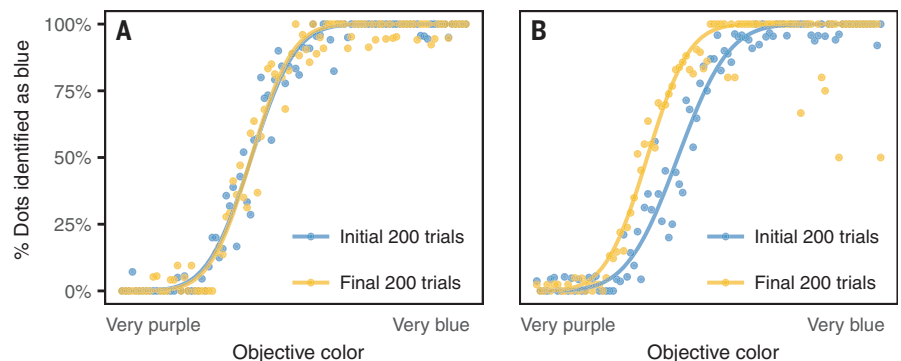 A
B
% Dots identified as blue
100%
75%
50%
25%
0%
Initial 200 trials
Final 200 trials
Initial 200 trials
Final 200 trials
Very purple
Very blue
Very purple
Very blue
Objective color
Objective color